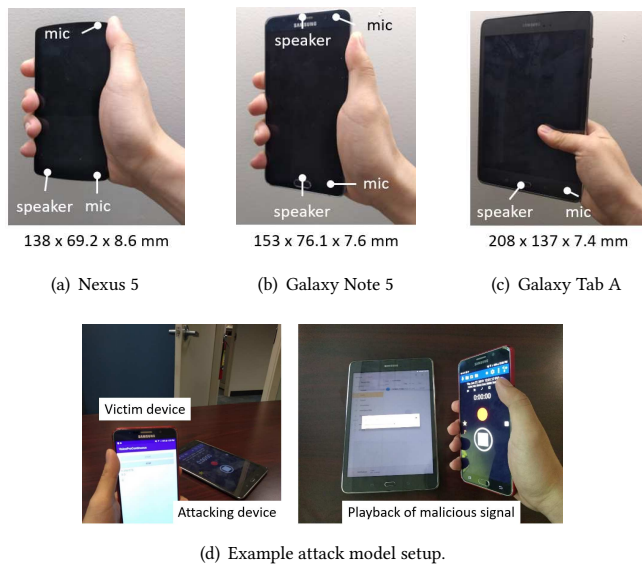 mic
speaker
mic
138 x 69.2 x 8.6 mm
(a) Nexus 5
speaker
SAMSUNG
mic
speaker
mic
153 x 76.1 x 7.6 mm
(b) Galaxy Note 5
SAMSUNG
speaker
mic
208 x 137 x 7.4 mm
(c) Galaxy Tab A
Victim device
SAMSUNG
Attacking device
SAMSUNG
0:00:00
Playback of malicious signal
(d) Example attack model setup.